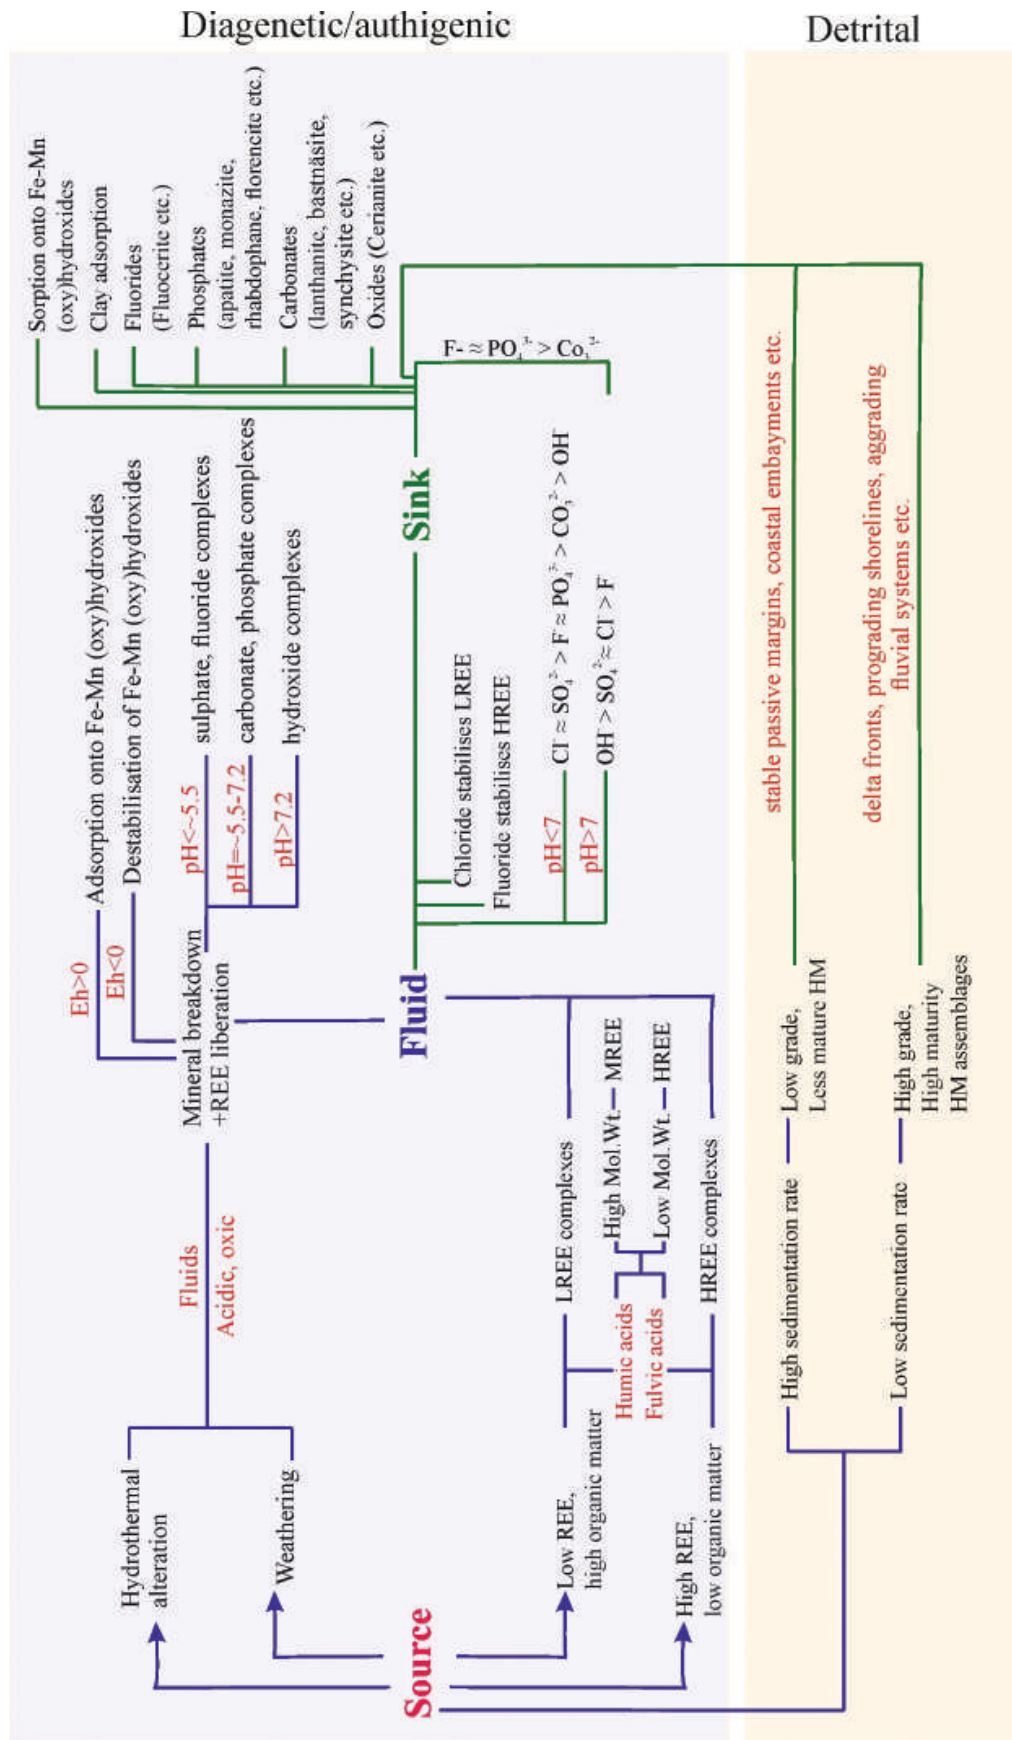 Diagenetic/authigenic
Detrital
Sorption onto Fe-Mn
(oxy)hydroxides
Clay adsorption
Fluorides
(Fluocerite etc.)
Phosphates
(apatite, monazite,
rhabdophane, florencite etc.)
Carbonates
(lanthanite, bastnäsite,
synchysite etc.)
Oxides (Cerianite etc.)
F- ≈ PO₄³⁻ > Co₃²⁻
Sink
Adsorption onto Fe-Mn (oxy)hydroxides
Destabilisation of Fe-Mn (oxy)hydroxides
sulphate, fluoride complexes
carbonate, phosphate complexes
hydroxide complexes
Eh>0
Eh<0
pH<~5.5
pH=~5.5-7.2
pH>7.2
Chloride stabilises LREE
Fluoride stabilises HREE
pH<7
Cl⁻ ≈ SO₄²⁻ > F⁻ ≈ PO₄³⁻ > CO₃²⁻ > OH⁻
pH>7
OH⁻ > SO₄²⁻ ≈ Cl⁻ > F⁻
Mineral breakdown
+REE liberation
Fluid
Fluids
Acidic, oxic
Hydrothermal
alteration
Weathering
Source
LREE complexes
High Mol.Wt.
MREE
Low Mol.Wt.
HREE
HREE complexes
Humic acids
Fulvic acids
Low REE,
high organic matter
High REE,
low organic matter
stable passive margins, coastal embayments etc.
delta fronts, prograding shorelines, aggrading
fluvial systems etc.
Low grade,
Less mature HM
High grade,
High maturity
HM assemblages
High sedimentation rate
Low sedimentation rate